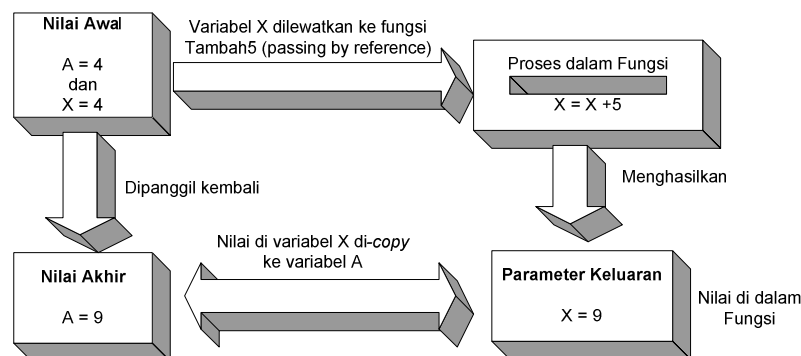 Nilai Awal
A = 4
dan
X = 4
Variabel X dilewatkan ke fungsi
Tambah5 (passing by reference)
Proses dalam Fungsi
X = X +5
Dipanggil kembali
Menghasilkan
Nilai Akhir
A = 9
Nilai di variabel X di-copy
ke variabel A
Parameter Keluaran
X = 9
Nilai di dalam
Fungsi